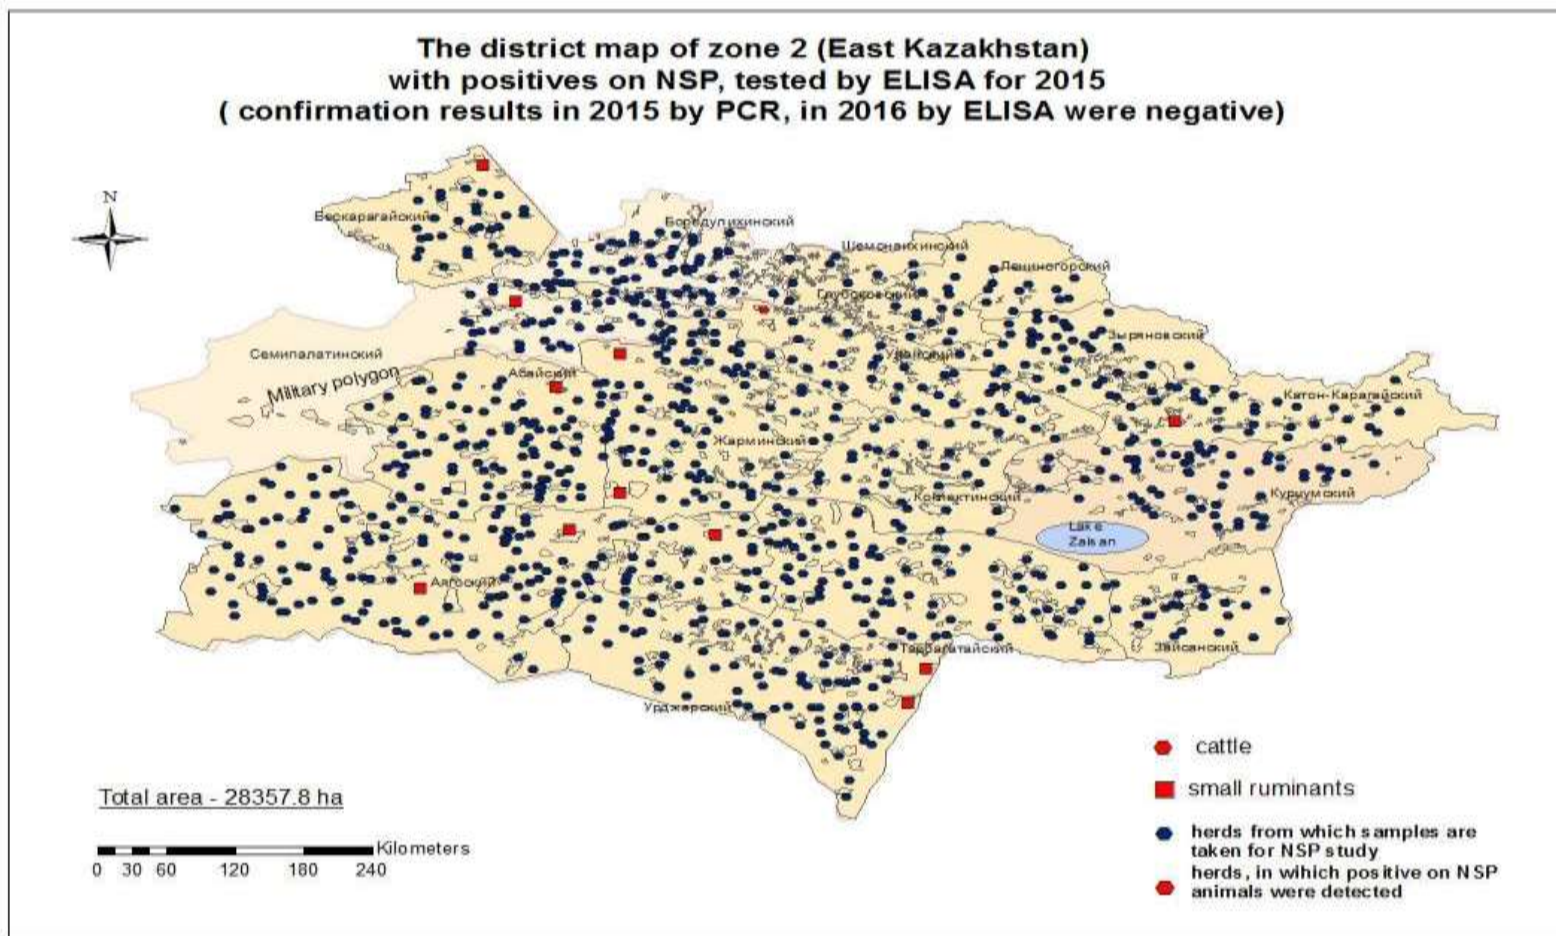 The district map of zone 2 (East Kazakhstan)
with positives on NSP, tested by ELISA for 2015
( confirmation results in 2015 by PCR, in 2016 by ELISA were negative)
N
Бескарагайский
Бородулихинский
Шемонаихинский
Лениногорский
Глубоковский
Зыряновский
Семипалатинский
Уланский
Military polygon
Абайский
Катон-Карагайский
Жарминский
Кокпектинский
Курчумский
Lake
Zaisan
Аягоский
Тарбагатайский
Зайсанский
Урджарский
cattle
Total area - 28357.8 ha
small ruminants
herds from which samples are
taken for NSP study
Kilometers
0 30 60 120 180 240
herds, in wihich positive on NSP
animals were detected